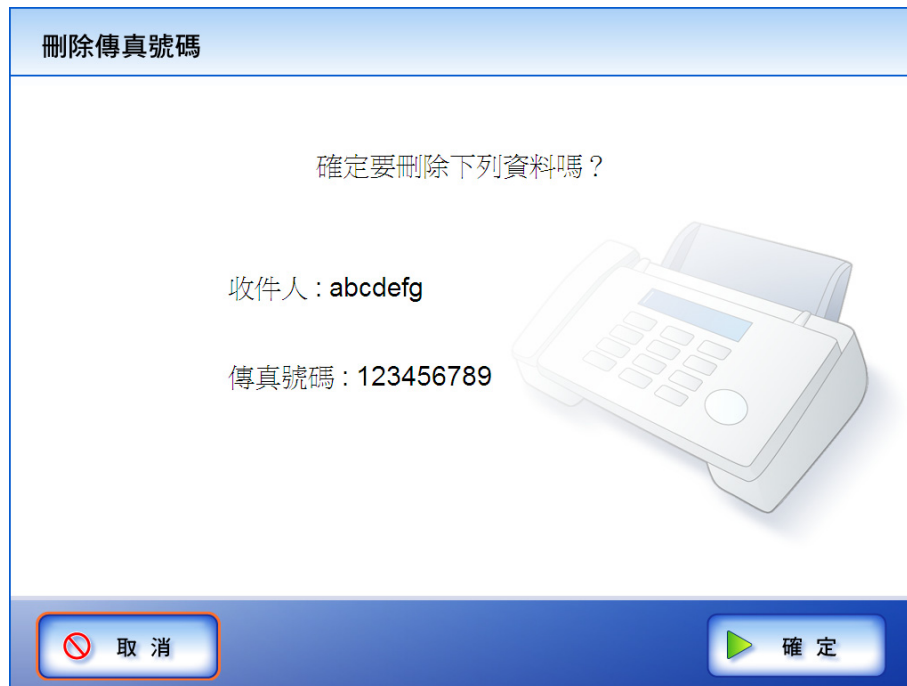 刪除傳真號碼
確定要刪除下列資料嗎？
收件人 : abcdefg
傳真號碼 : 123456789
取 消
確 定